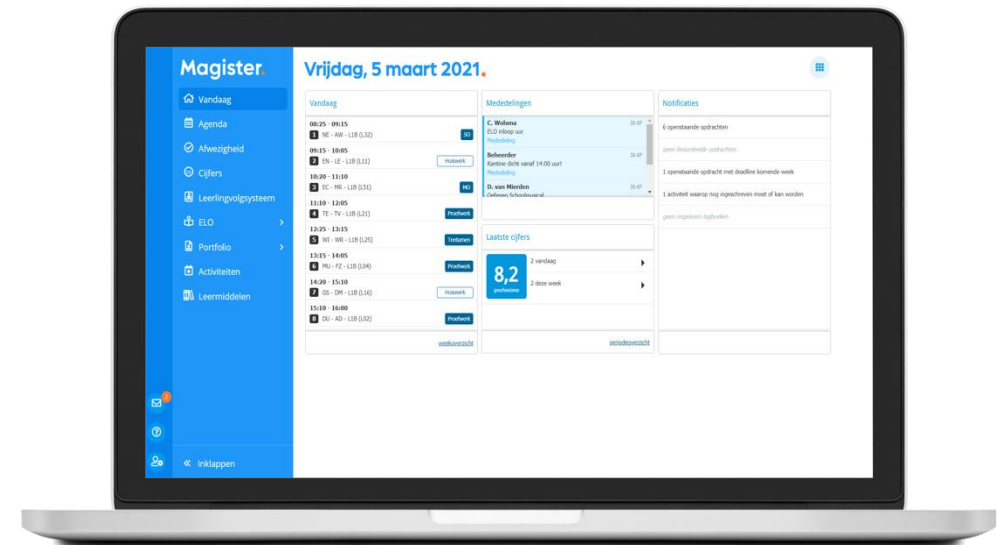 Magister.
Vandaag
Agenda
Afwezigheid
Cijfers
Leerlingvolgsysteem
ELO
Portfolio
Activiteiten
Leermiddelen
2
Inklappen
Vrijdag, 5 maart 2021.
Vandaag
08:25 - 09:15
1 NE - AW - L1B (L32) SO
09:15 - 10:05
2 EN - LE - L1B (L11) Huiswerk
10:20 - 11:10
3 EC - MR - L1B (L51) MO
11:10 - 12:05
4 TE - TV - L1B (L21) Proefwerk
12:25 - 13:15
5 WI - WR - L1B (L25) Tentamen
13:15 - 14:05
6 MU - FZ - L1B (L04) Proefwerk
14:20 - 15:10
7 GS - DM - L1B (L16) Huiswerk
15:10 - 16:00
8 DU - AD - L1B (L02) Proefwerk
weekoverzicht
Mededelingen
C. Wolsma
ELO inloop uur
Mededeling
Beheerder
Kantine dicht vanaf 14:00 uur!
Mededeling
D. van Mierden
Oefenen Schoolmusical
Laatste cijfers
8,2
geschiedenis
2 vandaag
2 deze week
periodeoverzicht
Notificaties
6 openstaande opdrachten
geen beoordeelde opdrachten
1 openstaande opdracht met deadline komende week
1 activiteit waarop nog ingeschreven moet of kan worden
geen ongelezen logboeken